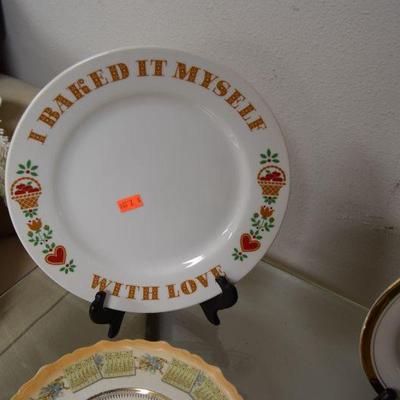 I BAKED IT MYSELF
WITH LOVE